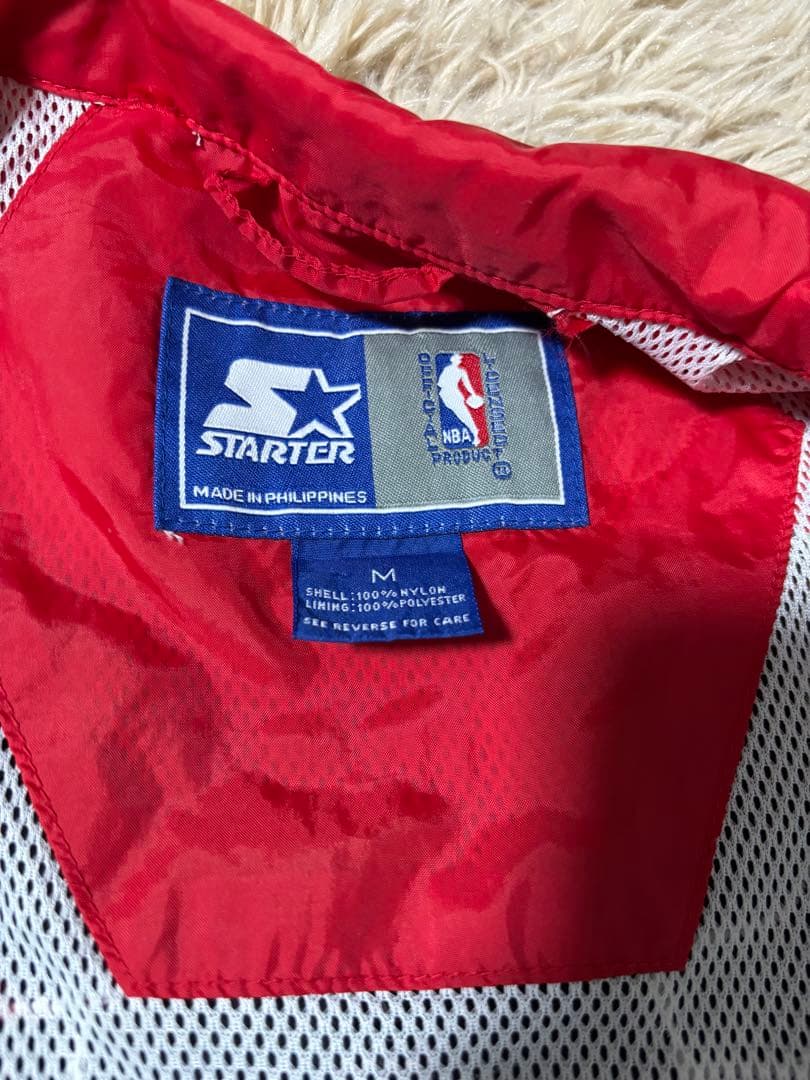 STARTER
MADE IN PHILIPPINES
OFFICIAL
LICENSED
NBA
PRODUCT
M
SHELL:100% NYLON
LINING:100% POLYESTER
SEE REVERSE FOR CARE